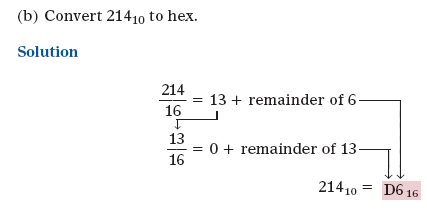 (b) Convert 214₁₀ to hex.
Solution
214/16 = 13 + remainder of 6
13/16 = 0 + remainder of 13
214₁₀ = D6₁₆